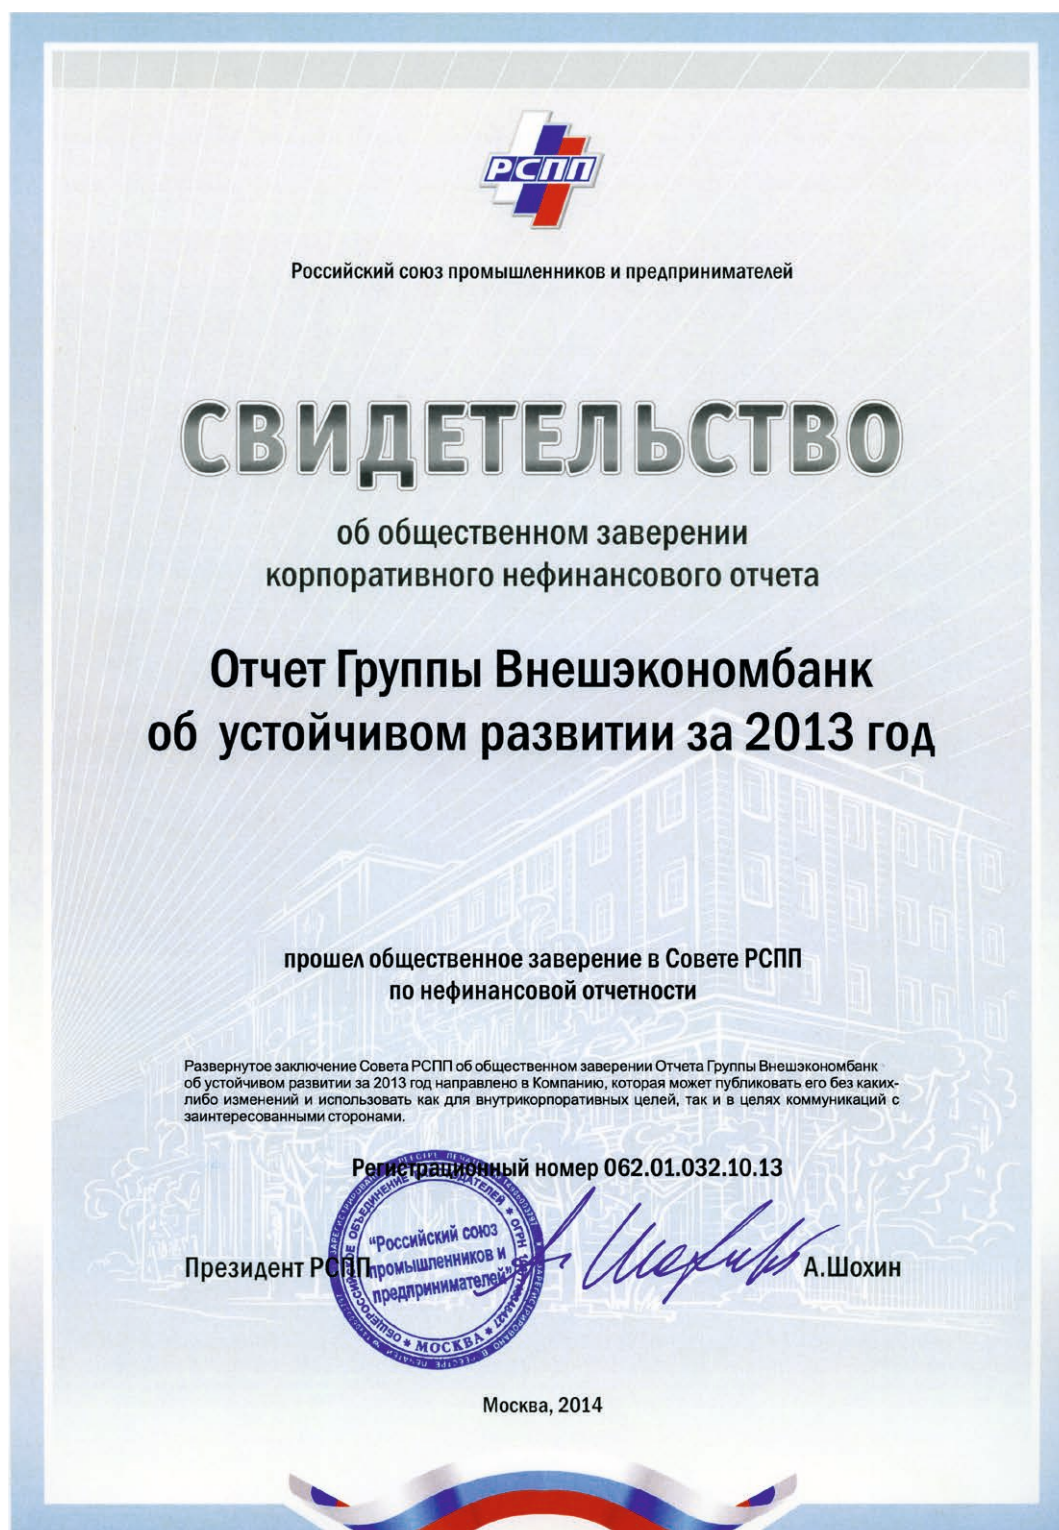 РСПП
Российский союз промышленников и предпринимателей
СВИДЕТЕЛЬСТВО
об общественном заверении
корпоративного нефинансового отчета
Отчет Группы Внешэкономбанк
об устойчивом развитии за 2013 год
прошел общественное заверение в Совете РСПП
по нефинансовой отчетности
Развернутое заключение Совета РСПП об общественном заверении Отчета Группы Внешэкономбанк
об устойчивом развитии за 2013 год направлено в Компанию, которая может публиковать его без каких-
либо изменений и использовать как для внутрикорпоративных целей, так и в целях коммуникаций с
заинтересованными сторонами.
Регистрационный номер 062.01.032.10.13
ОБЩЕРОССИЙСКОЕ ОБЪЕДИНЕНИЕ РАБОТОДАТЕЛЕЙ * ОГРН
"Российский союз
промышленников и
предпринимателей"
* МОСКВА *
Президент РСПП
А.Шохин
Москва, 2014